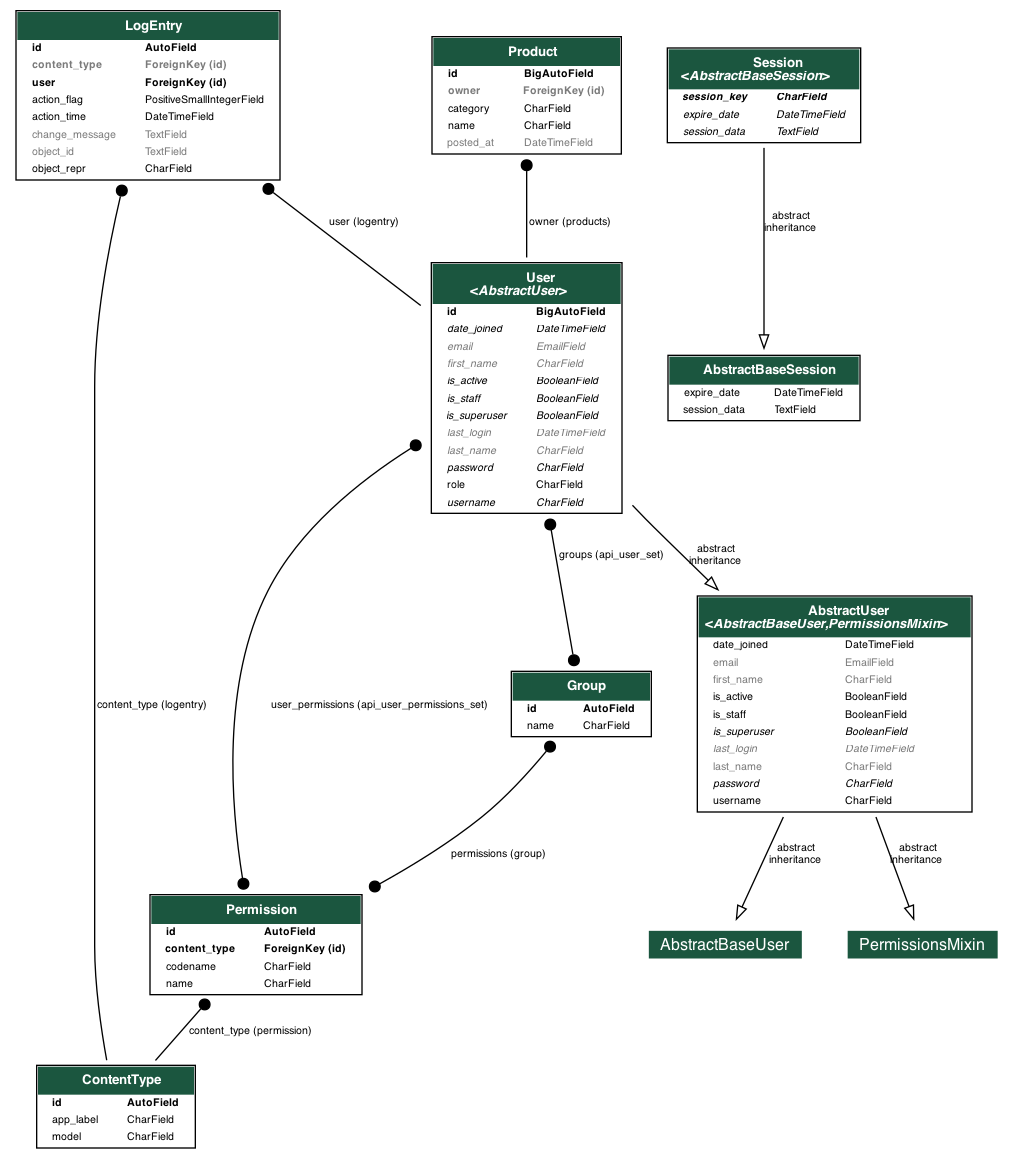 LogEntry
id AutoField
content_type ForeignKey (id)
user ForeignKey (id)
action_flag PositiveSmallIntegerField
action_time DateTimeField
change_message TextField
object_id TextField
object_repr CharField
Product
id BigAutoField
owner ForeignKey (id)
category CharField
name CharField
posted_at DateTimeField
Session
<AbstractBaseSession>
session_key CharField
expire_date DateTimeField
session_data TextField
user (logentry)
owner (products)
abstract
inheritance
User
<AbstractUser>
id BigAutoField
date_joined DateTimeField
email EmailField
first_name CharField
is_active BooleanField
is_staff BooleanField
is_superuser BooleanField
last_login DateTimeField
last_name CharField
password CharField
role CharField
username CharField
AbstractBaseSession
expire_date DateTimeField
session_data TextField
groups (api_user_set)
abstract
inheritance
AbstractUser
<AbstractBaseUser,PermissionsMixin>
date_joined DateTimeField
email EmailField
first_name CharField
is_active BooleanField
is_staff BooleanField
is_superuser BooleanField
last_login DateTimeField
last_name CharField
password CharField
username CharField
content_type (logentry)
user_permissions (api_user_permissions_set)
Group
id AutoField
name CharField
permissions (group)
abstract
inheritance
abstract
inheritance
AbstractBaseUser
PermissionsMixin
Permission
id AutoField
content_type ForeignKey (id)
codename CharField
name CharField
content_type (permission)
ContentType
id AutoField
app_label CharField
model CharField